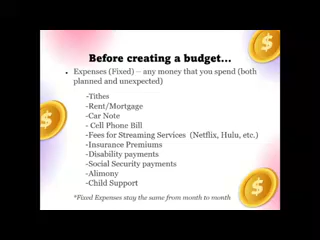 Before creating a budget...
• Expenses (Fixed) – any money that you spend (both
planned and unexpected)
-Tithes
-Rent/Mortgage
-Car Note
- Cell Phone Bill
-Fees for Streaming Services (Netflix, Hulu, etc.)
-Insurance Premiums
-Disability payments
-Social Security payments
-Alimony
-Child Support
*Fixed Expenses stay the same from month to month